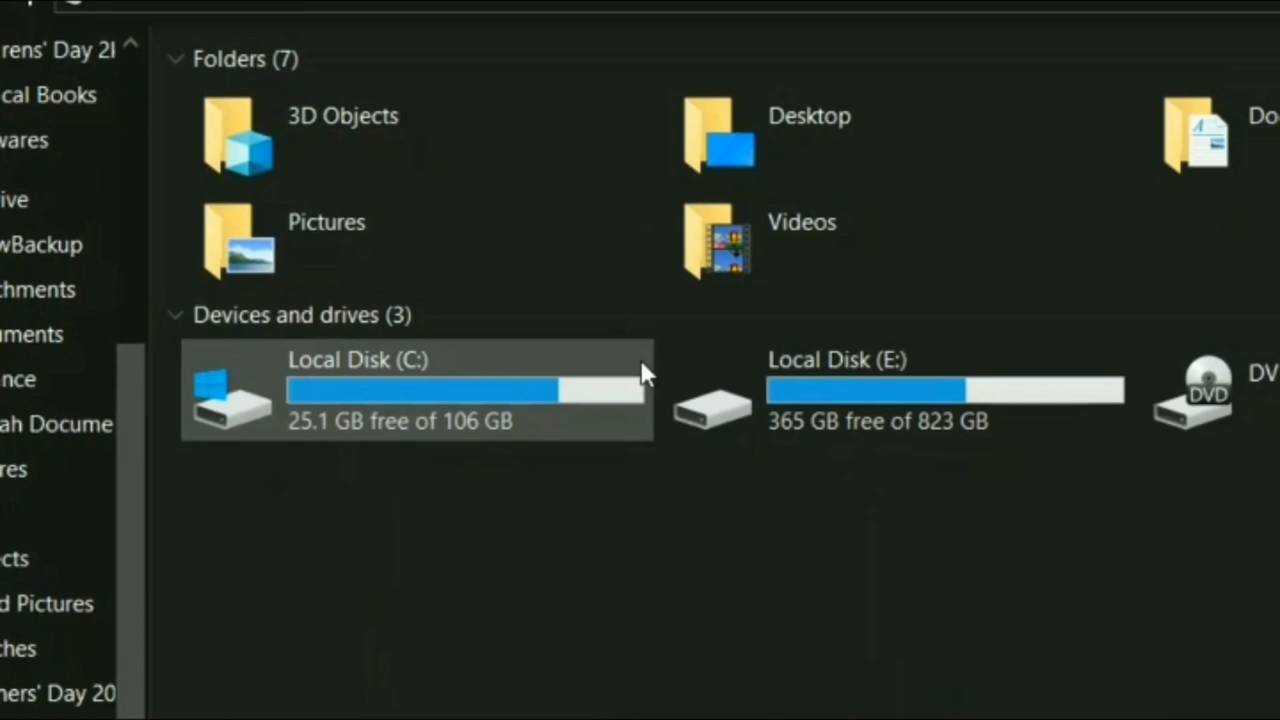 rens' Day 2
cal Books
wares
ive
wBackup
chments
uments
nce
ah Docume
res
cts
d Pictures
ches
ners' Day 20
Folders (7)
3D Objects
Desktop
Do
Pictures
Videos
Devices and drives (3)
Local Disk (C:)
25.1 GB free of 106 GB
Local Disk (E:)
365 GB free of 823 GB
DVD
DV